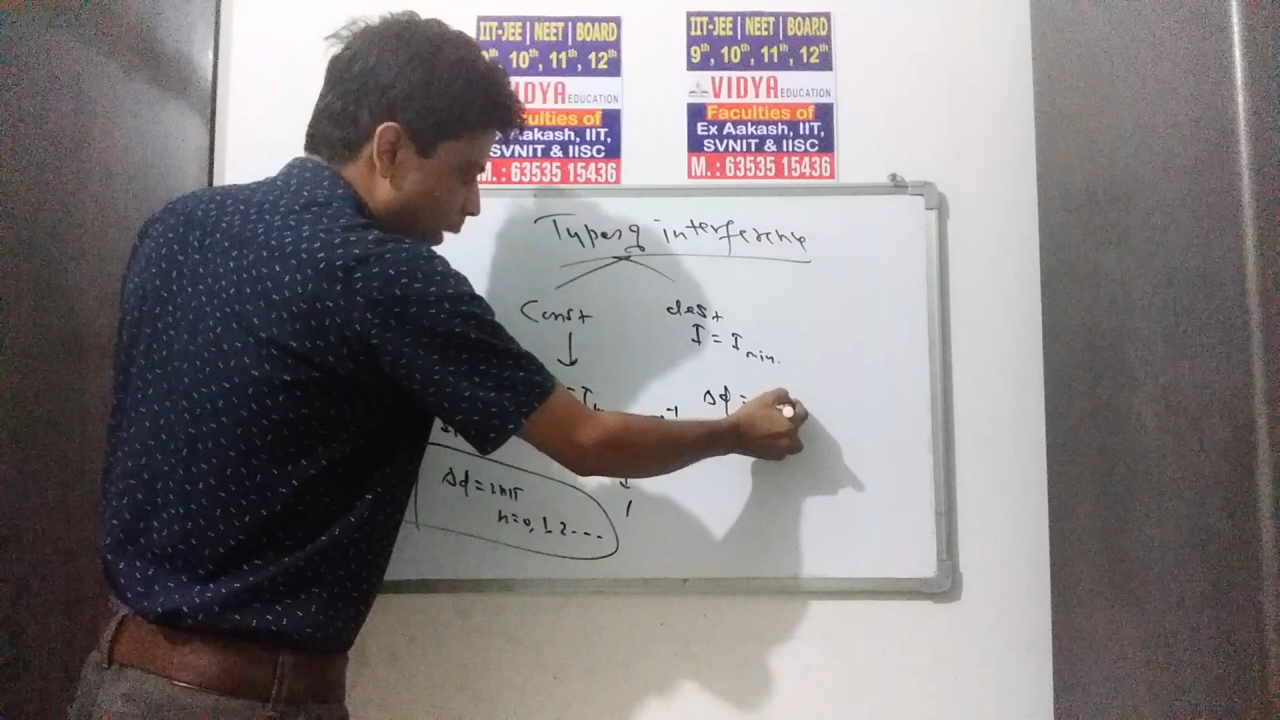 IIT-JEE | NEET | BOARD
10th, 11th, 12th
VIDYA EDUCATION
Faculties of
Ex Aakash, IIT,
SVNIT & IISC
M. : 63535 15436
IIT-JEE | NEET | BOARD
9th, 10th, 11th, 12th
VIDYA EDUCATION
Faculties of
Ex Aakash, IIT,
SVNIT & IISC
M. : 63535 15436
Types of interference
Const
dest
I = I min.
Δϕ =
Δϕ = 2nπ
n=0, 1 2 ...